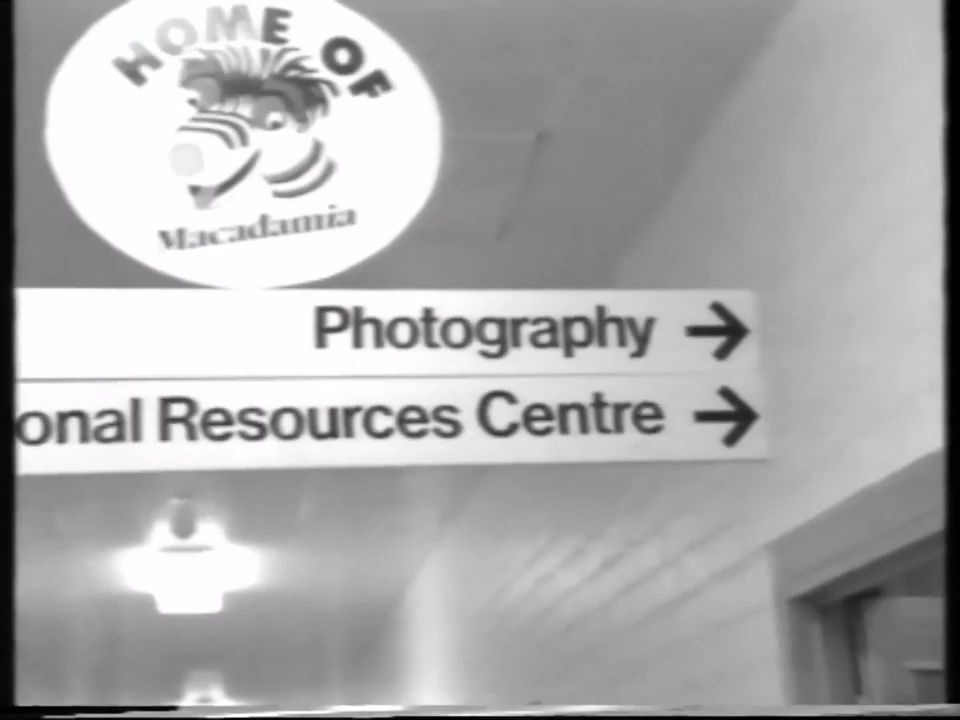 HOME OF
Macadamia
Photography →
onal Resources Centre →